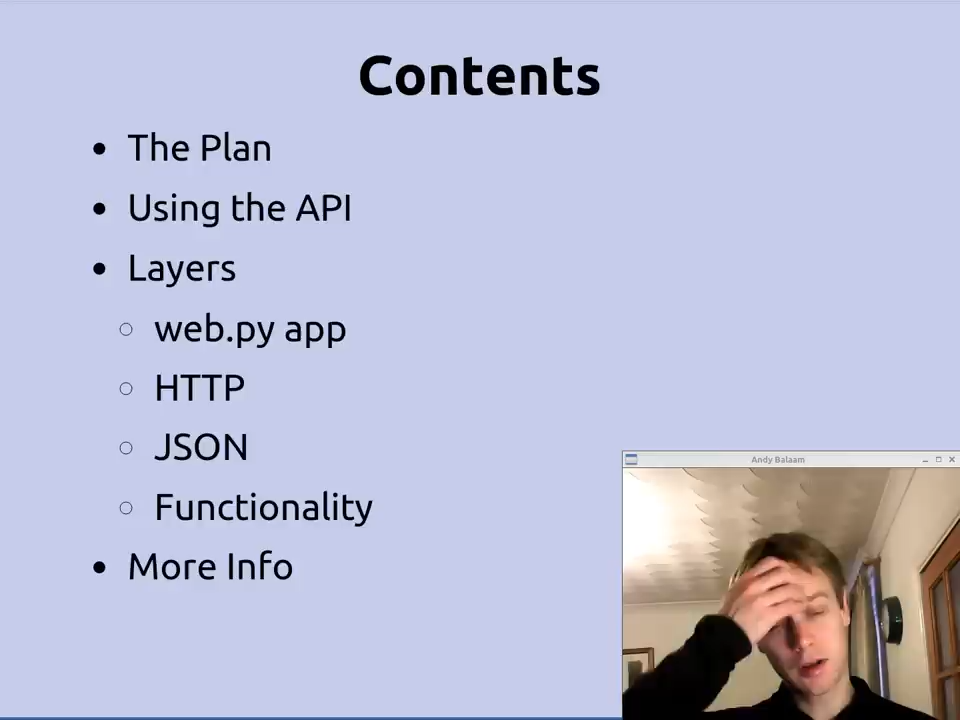 Contents
The Plan
Using the API
Layers
web.py app
HTTP
JSON
Functionality
More Info
Andy Balaam